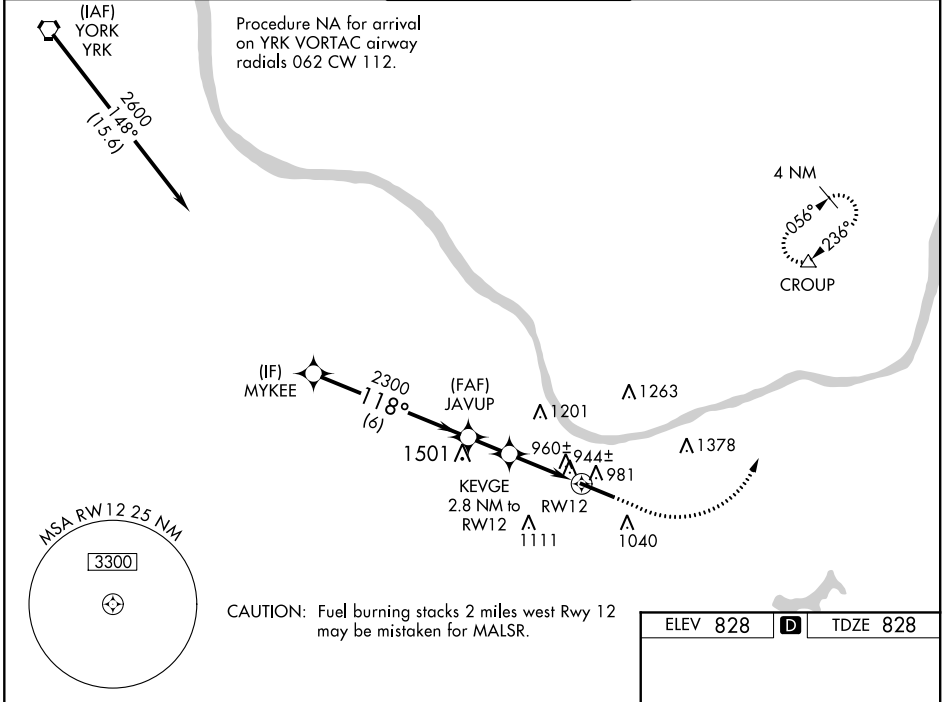 (IAF)
YORK
YRK
Procedure NA for arrival
on YRK VORTAC airway
radials 062 CW 112.
2600
148°
(15.6)
4 NM
056°
236°
CROUP
(IF)
MYKEE
2300
118°
(6)
(FAF)
JAVUP
1263
1201
1378
1501
960±
944±
981
KEVGE
2.8 NM to
RW12
RW12
1111
1040
MSA RW12 25 NM
3300
CAUTION: Fuel burning stacks 2 miles west Rwy 12
may be mistaken for MALSR.
ELEV 828 D TDZE 828